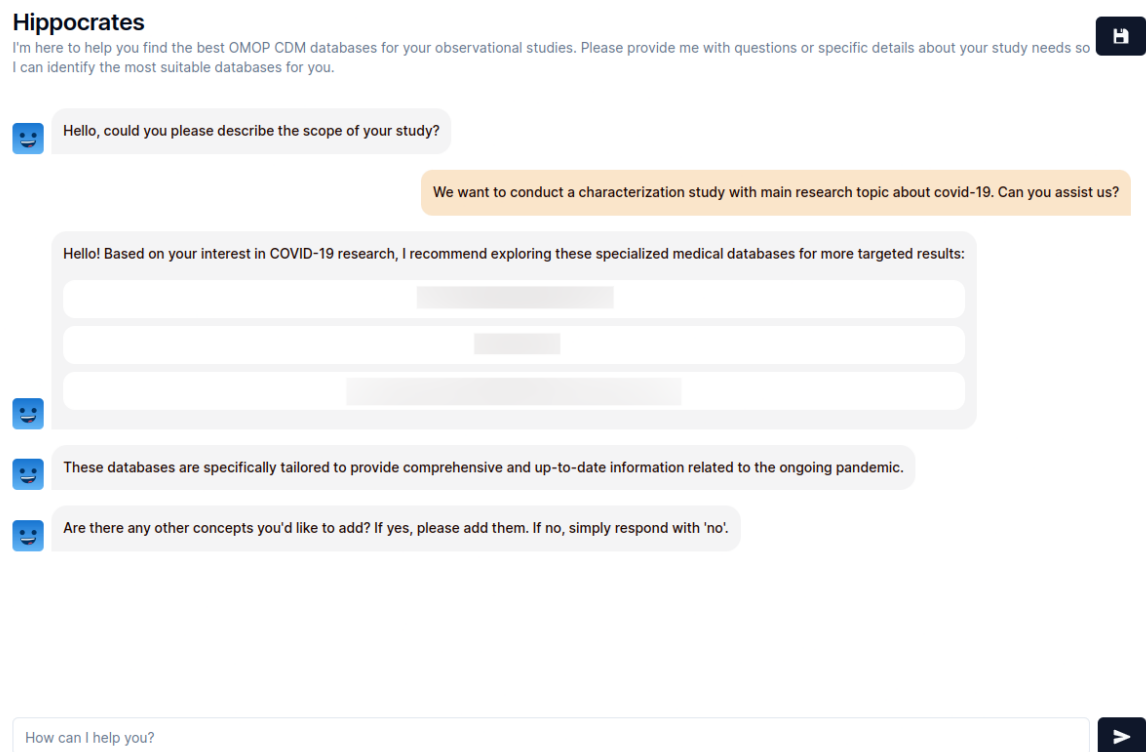 Hippocrates
I'm here to help you find the best OMOP CDM databases for your observational studies. Please provide me with questions or specific details about your study needs so
I can identify the most suitable databases for you.
Hello, could you please describe the scope of your study?
We want to conduct a characterization study with main research topic about covid-19. Can you assist us?
Hello! Based on your interest in COVID-19 research, I recommend exploring these specialized medical databases for more targeted results:
These databases are specifically tailored to provide comprehensive and up-to-date information related to the ongoing pandemic.
Are there any other concepts you'd like to add? If yes, please add them. If no, simply respond with 'no'.
How can I help you?